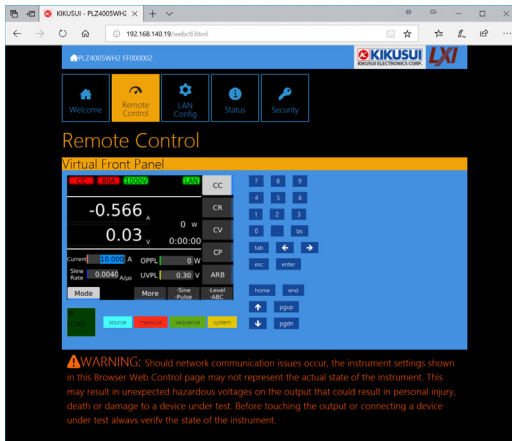 KIKUSUI - PLZ4005WH2
192.168.140.19/webctl.html
PLZ4005WH2 FF000002
KIKUSUI
KIKUSUI ELECTRONICS CORP.
LXI
Welcome
Remote Control
LAN Config
Status
Security
Remote Control
Virtual Front Panel
CC 80A 1000V LAN
-0.566 A
0 W
0.03 V
0:00:00
Current 10.000 A OPPL 0 W
Slew Rate 0.0040 A/μs UVPL 0.30 V
Mode More ·Sine ·Pulse ·Level ·ABC
CC
CR
CV
CP
ARB
7 8 9
4 5 6
1 2 3
0 . bs
tab
esc enter
home end
pgup
pgdn
LOAD
source measure sequence system
WARNING: Should network communication issues occur, the instrument settings shown
in this Browser Web Control page may not represent the actual state of the instrument. This
may result in unexpected hazardous voltages on the output that could result in personal injury,
death or damage to a device under test. Before touching the output or connecting a device
under test always verify the state of the instrument.